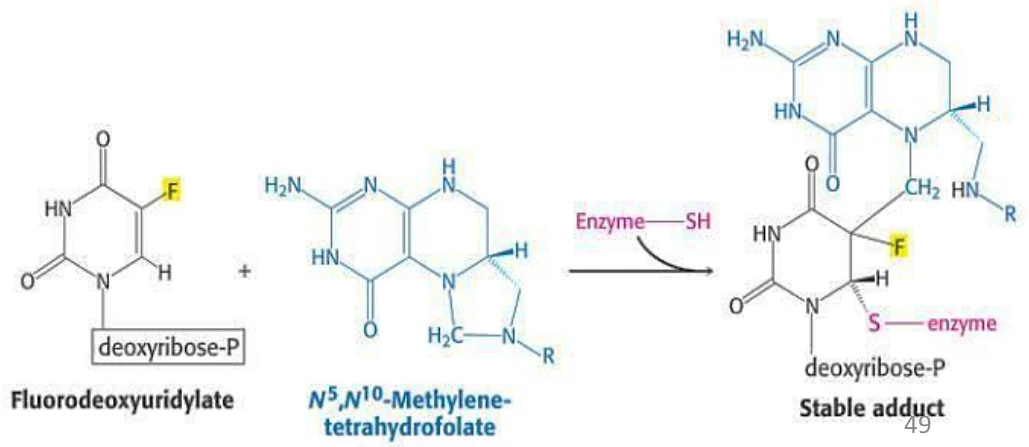 O
HN
F
O
N
H
deoxyribose-P
Fluorodeoxyuridylate
+
H₂N
N
H
N
HN
H
N
O
H₂C
N
R
N⁵,N¹⁰-Methylene-
tetrahydrofolate
Enzyme—SH
H₂N
N
H
N
HN
H
N
O
O
CH₂
HN
R
HN
F
H
O
N
S—enzyme
deoxyribose-P
Stable adduct
49